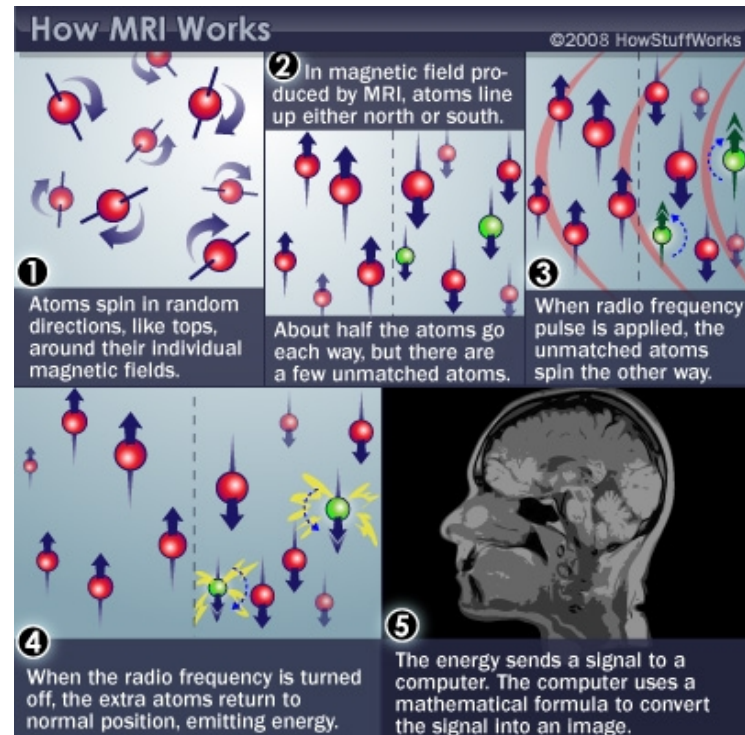 How MRI Works
©2008 HowStuffWorks
1
Atoms spin in random
directions, like tops,
around their individual
magnetic fields.
2
In magnetic field pro-
duced by MRI, atoms line
up either north or south.
About half the atoms go
each way, but there are
a few unmatched atoms.
3
When radio frequency
pulse is applied, the
unmatched atoms
spin the other way.
4
When the radio frequency is turned
off, the extra atoms return to
normal position, emitting energy.
5
The energy sends a signal to a
computer. The computer uses a
mathematical formula to convert
the signal into an image.